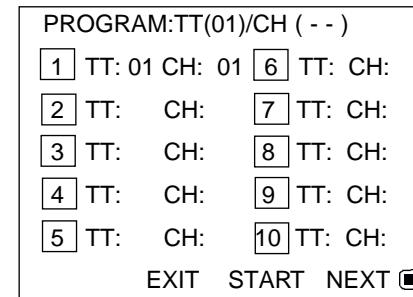 PROGRAM:TT(01)/CH ( - - )
1 TT: 01 CH: 01 6 TT: CH:
2 TT: CH: 7 TT: CH:
3 TT: CH: 8 TT: CH:
4 TT: CH: 9 TT: CH:
5 TT: CH: 10 TT: CH:
EXIT START NEXT